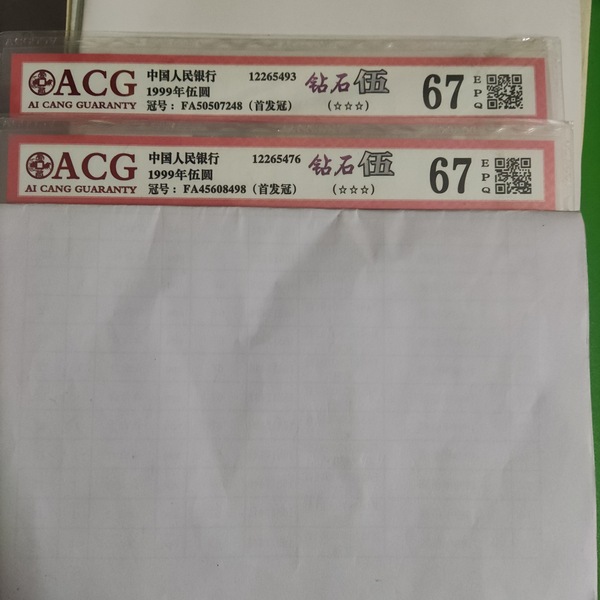 ACG
AI CANG GUARANTY
中国人民银行 12265493
1999年伍圆
冠号： FA50507248（首发冠）
钻石伍
（☆☆☆）
67
EPQ
ACG
AI CANG GUARANTY
中国人民银行 12265476
1999年伍圆
冠号： FA45608498（首发冠）
钻石伍
（☆☆☆）
67
EPQ